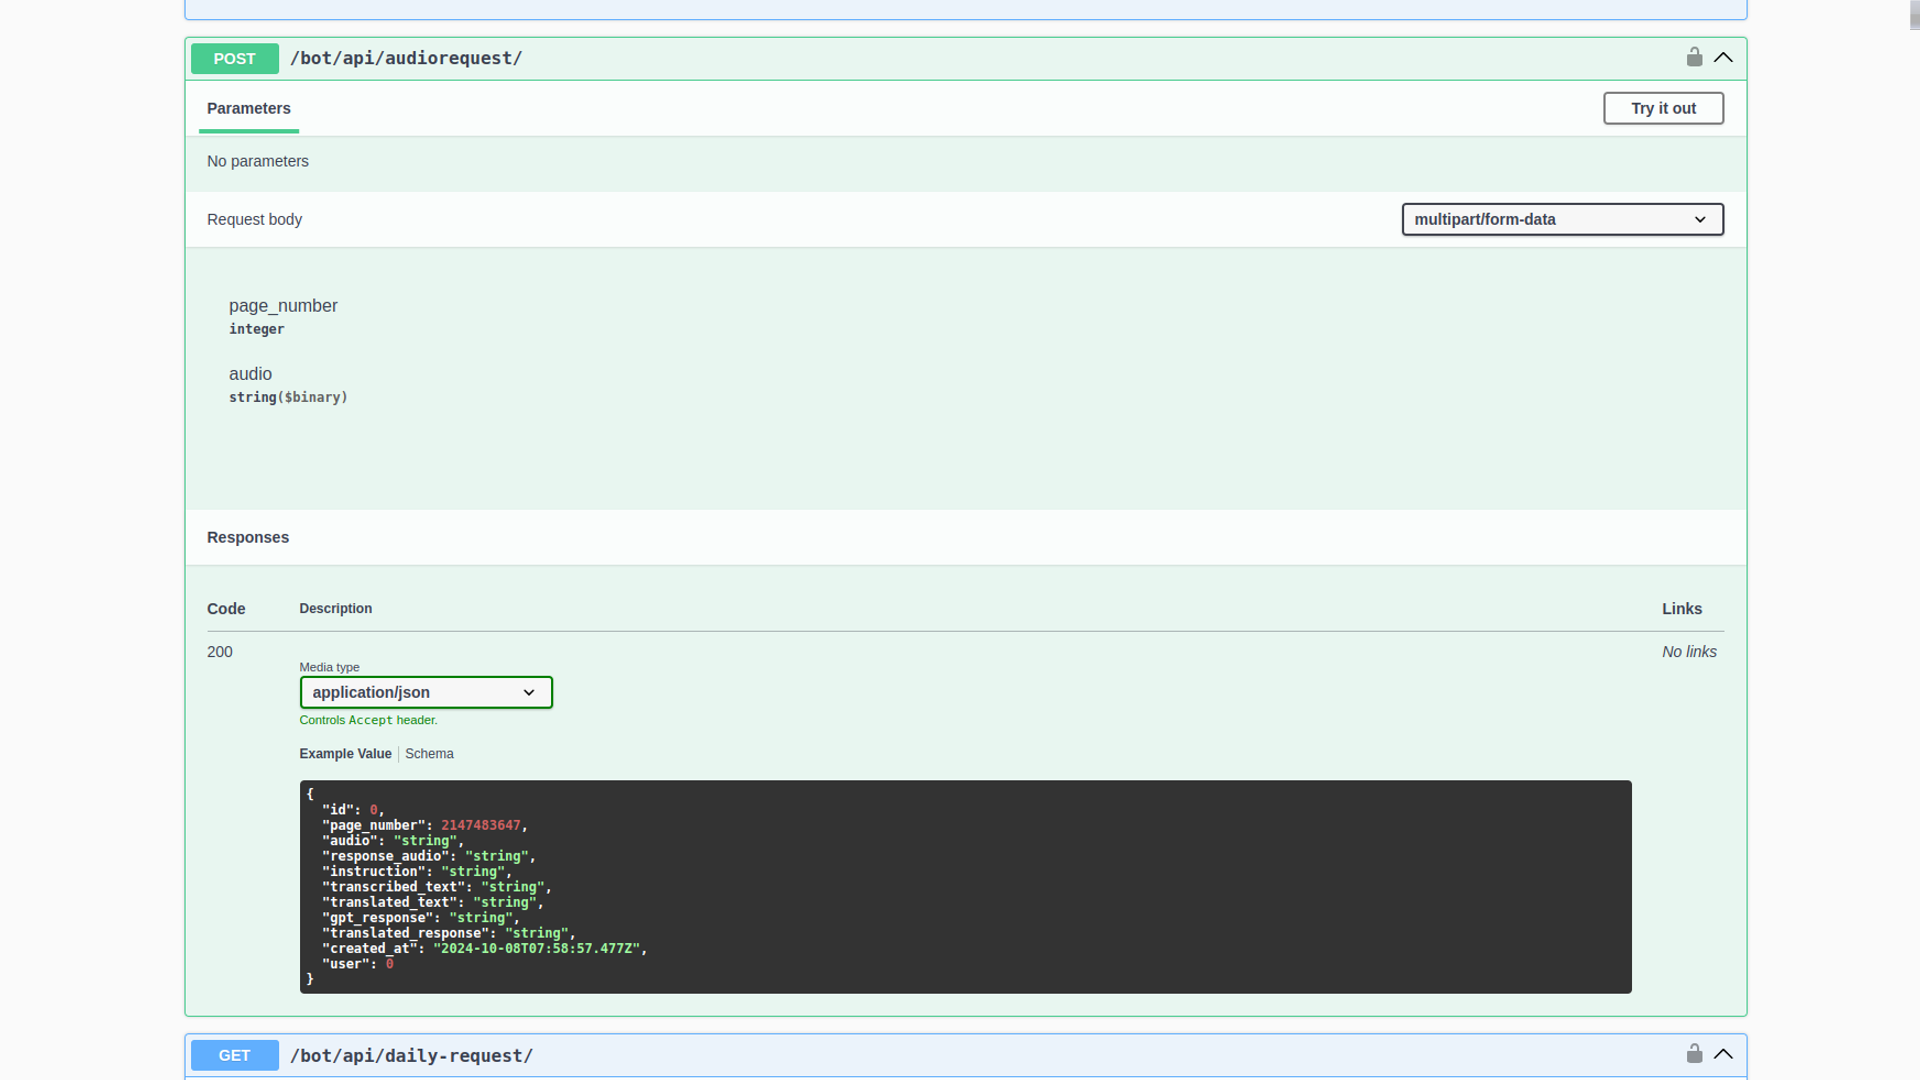 POST /bot/api/audiorequest/
Parameters
Try it out
No parameters
Request body
multipart/form-data
page_number
integer
audio
string($binary)
Responses
Code Description Links
200
No links
Media type
application/json
Controls Accept header.
Example Value Schema
{
"id": 0,
"page_number": 2147483647,
"audio": "string",
"response_audio": "string",
"instruction": "string",
"transcribed_text": "string",
"translated_text": "string",
"gpt_response": "string",
"translated_response": "string",
"created_at": "2024-10-08T07:58:57.477Z",
"user": 0
}
GET /bot/api/daily-request/